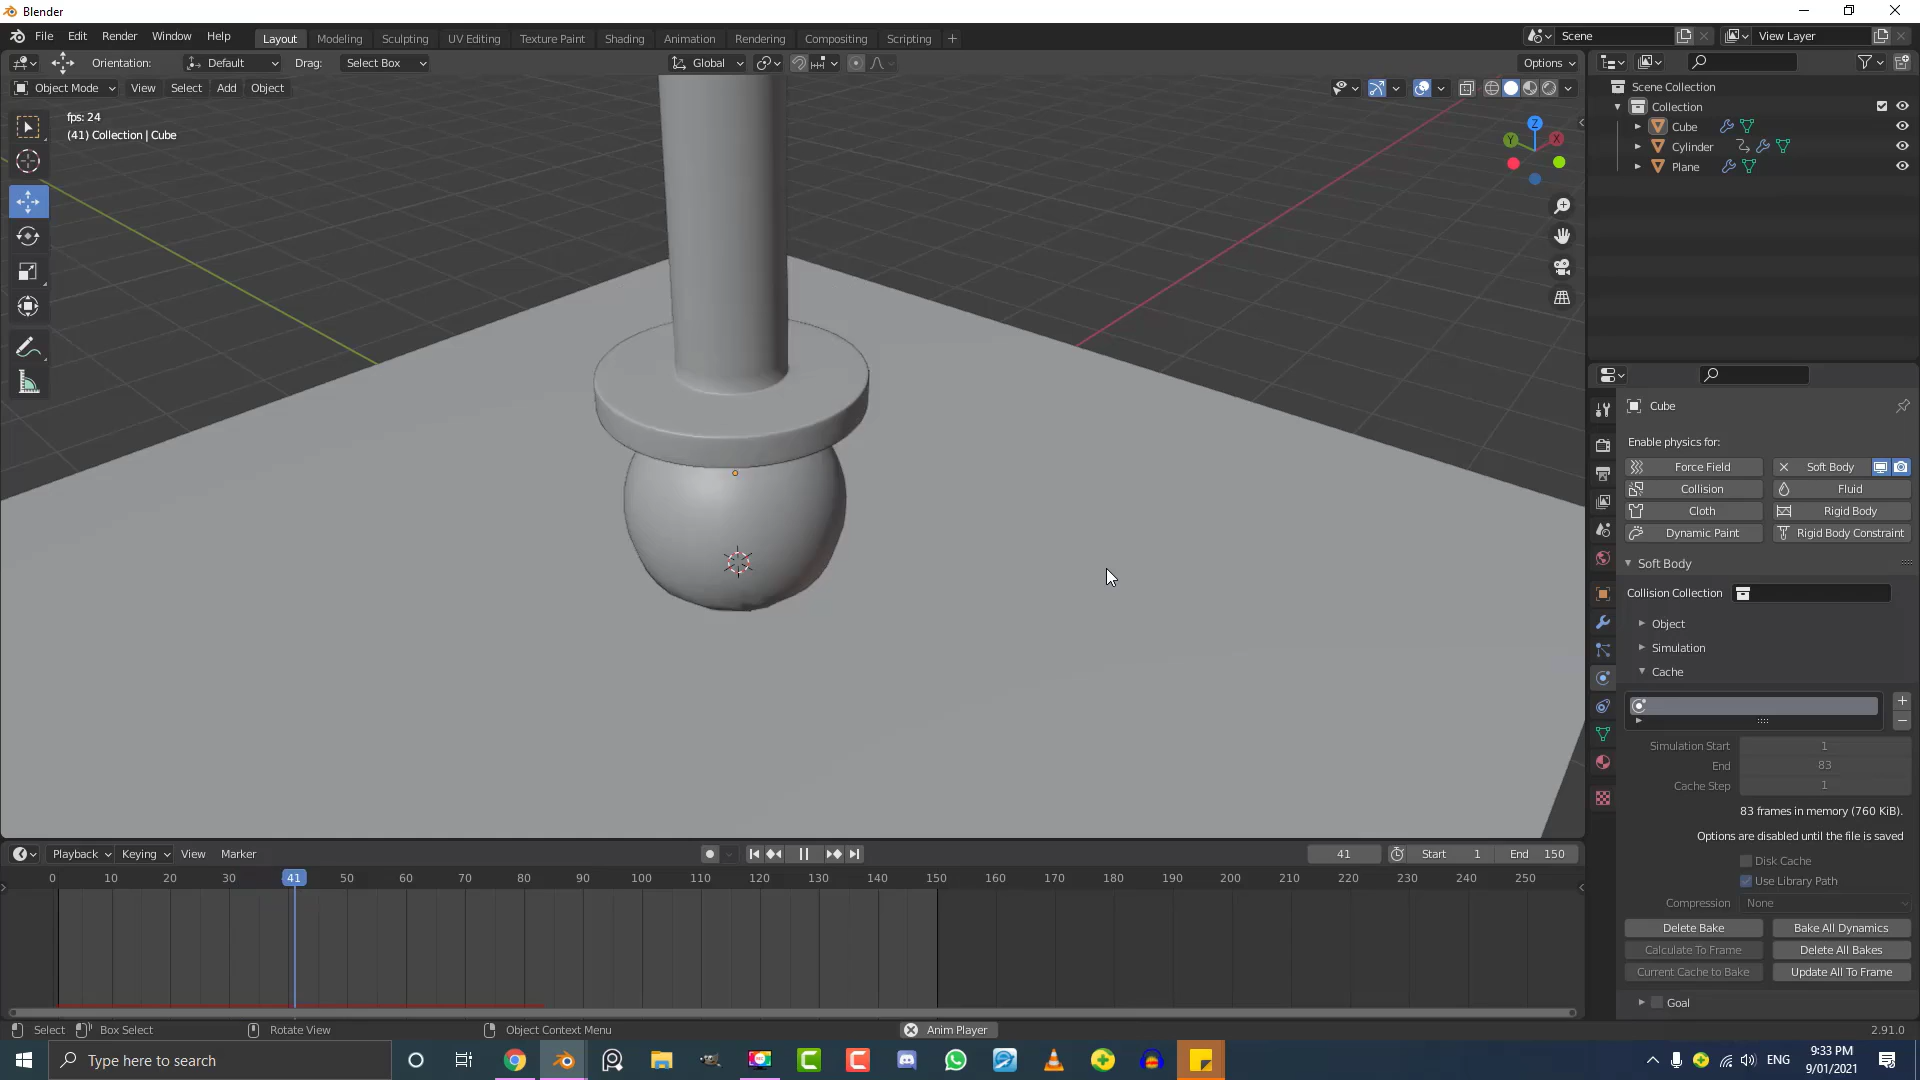 Blender
File Edit Render Window Help
Layout Modeling Sculpting UV Editing Texture Paint Shading Animation Rendering Compositing Scripting +
Scene
View Layer
Orientation: Default Drag: Select Box
Global
Options
Object Mode View Select Add Object
fps: 24
(41) Collection | Cube
Z
Y
X
Scene Collection
Collection
Cube
Cylinder
Plane
Cube
Enable physics for:
Force Field Soft Body
Collision Fluid
Cloth Rigid Body
Dynamic Paint Rigid Body Constraint
Soft Body
Collision Collection
Object
Simulation
Cache
Simulation Start 1
End 83
Cache Step 1
83 frames in memory (760 KiB).
Options are disabled until the file is saved
Disk Cache
Use Library Path
Compression None
Delete Bake Bake All Dynamics
Calculate To Frame Delete All Bakes
Current Cache to Bake Update All To Frame
Goal
Playback Keying View Marker
41 Start 1 End 150
0 10 20 30 41 50 60 70 80 90 100 110 120 130 140 150 160 170 180 190 200 210 220 230 240 250
Select Box Select Rotate View Object Context Menu Anim Player 2.91.0
Type here to search
ENG
9:33 PM
9/01/2021